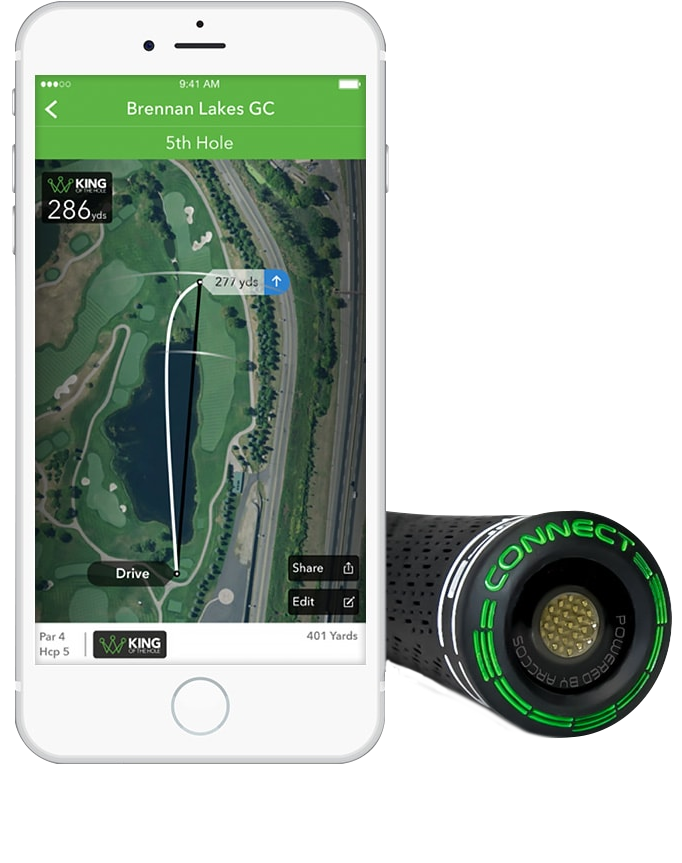 9:41 AM
Brennan Lakes GC
5th Hole
KING
OF THE HOLE
286yds
277 yds
Drive
Share
Edit
Par 4
Hcp 5
KING
OF THE HOLE
401 Yards
CONNECT
POWERED BY ARCCOS